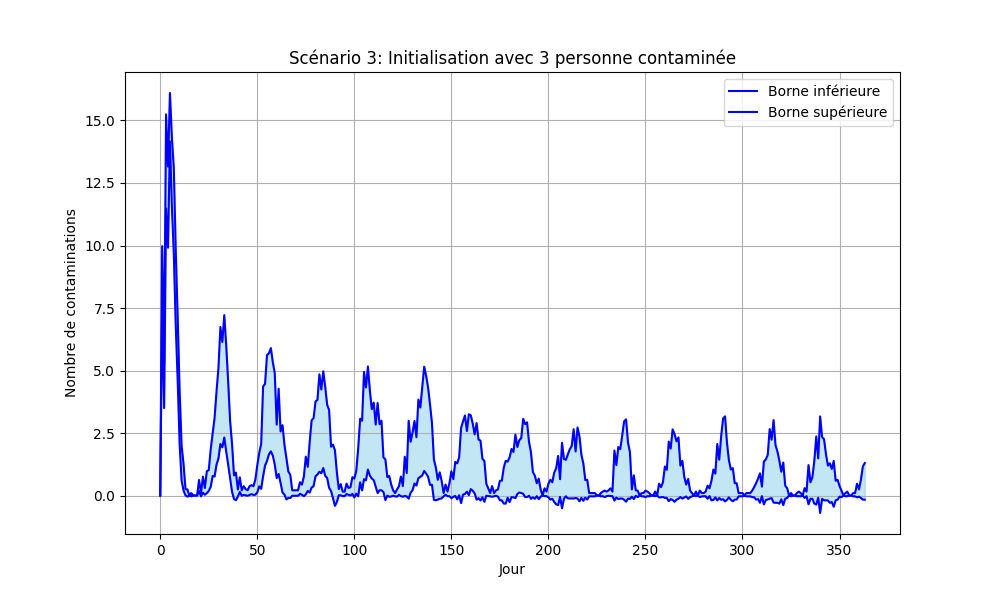 Scénario 3: Initialisation avec 3 personne contaminée
Borne inférieure
Borne supérieure
Nombre de contaminations
15.0
12.5
10.0
7.5
5.0
2.5
0.0
0 50 100 150 200 250 300 350
Jour